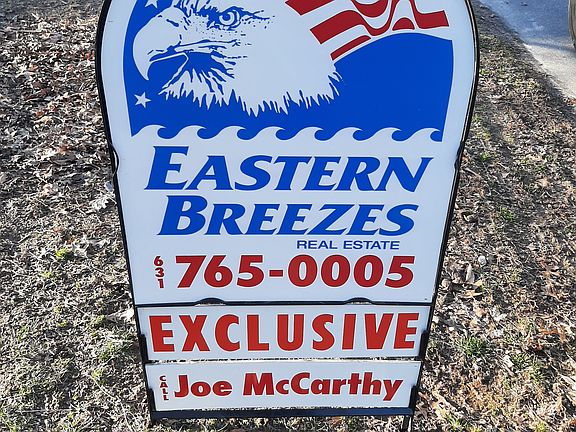 EASTERN
BREEZES
REAL ESTATE
631 765-0005
EXCLUSIVE
CALL Joe McCarthy